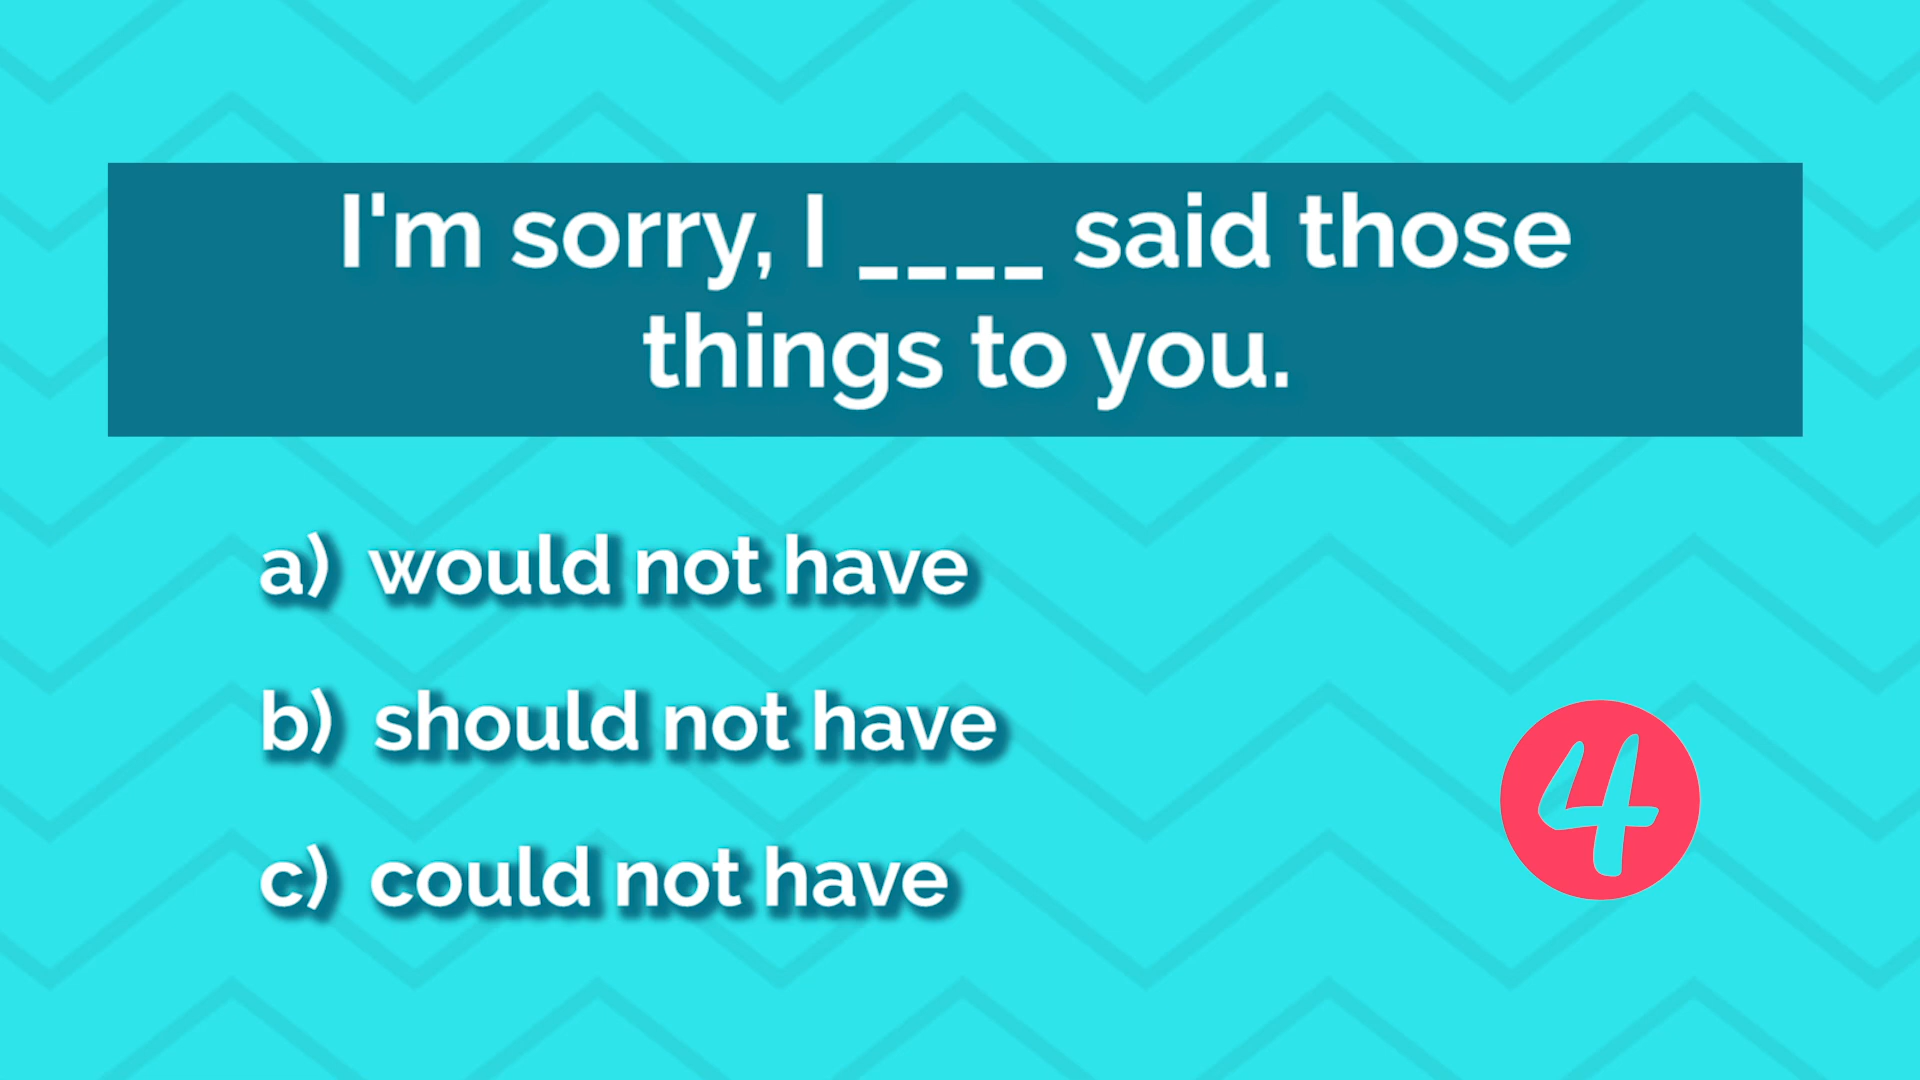 I'm sorry, I ____ said those
things to you.
a) would not have
b) should not have
c) could not have
4